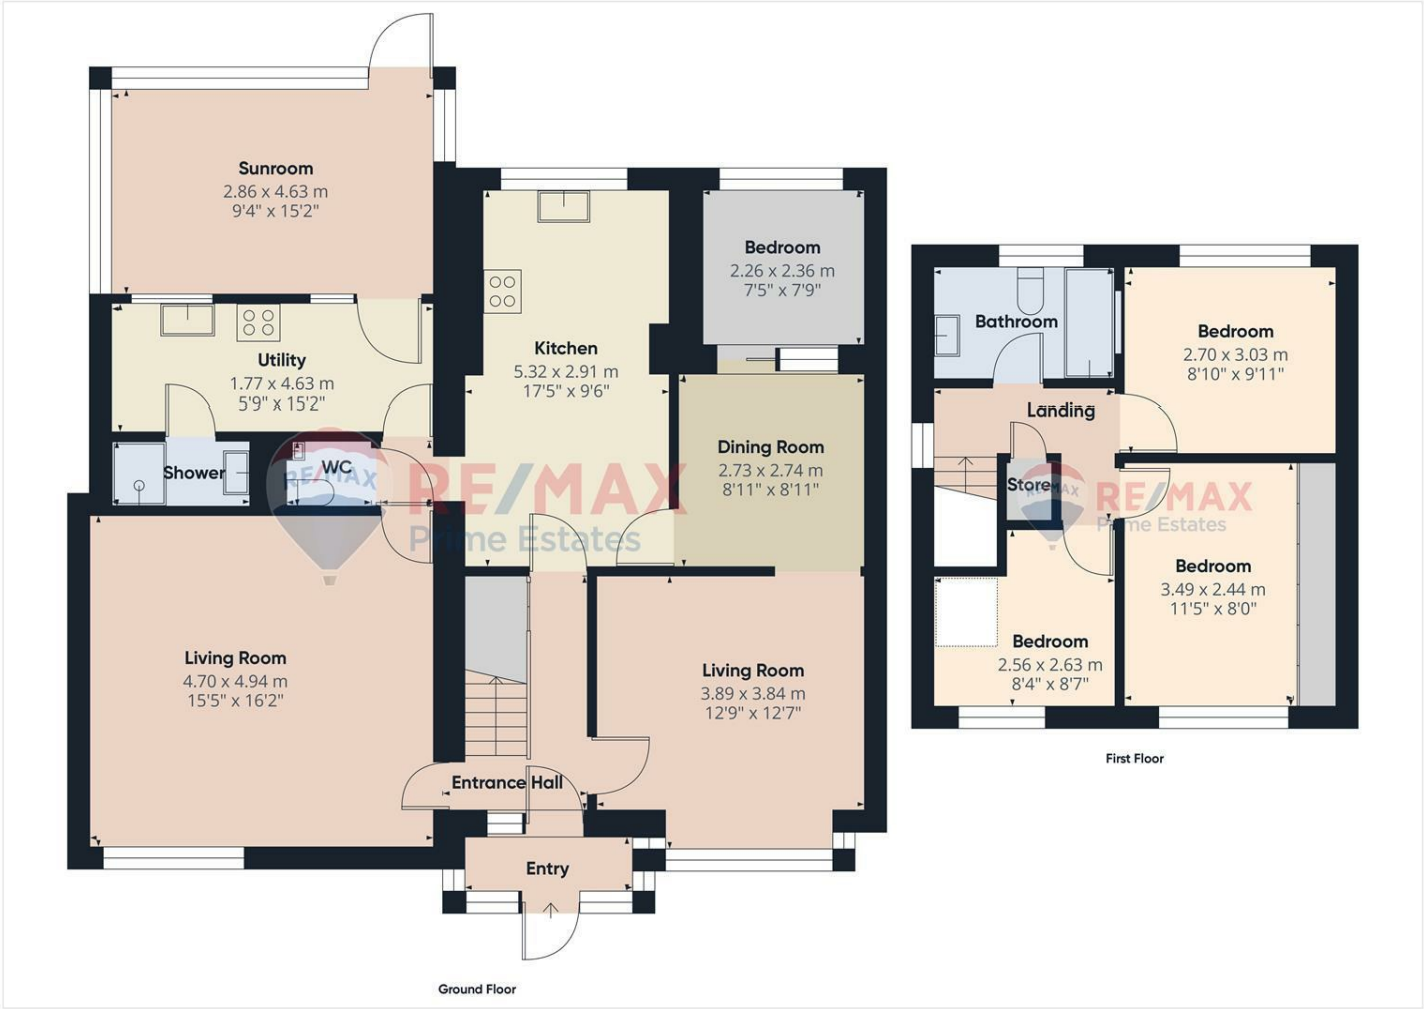 Sunroom
2.86 x 4.63 m
9'4" x 15'2"
Utility
1.77 x 4.63 m
5'9" x 15'2"
Shower
WC
Living Room
4.70 x 4.94 m
15'5" x 16'2"
Kitchen
5.32 x 2.91 m
17'5" x 9'6"
Bedroom
2.26 x 2.36 m
7'5" x 7'9"
Dining Room
2.73 x 2.74 m
8'11" x 8'11"
Living Room
3.89 x 3.84 m
12'9" x 12'7"
Entrance Hall
Entry
Ground Floor
RE/MAX
RE/MAX
Prime Estates
Bathroom
Bedroom
2.70 x 3.03 m
8'10" x 9'11"
Landing
Store
Bedroom
3.49 x 2.44 m
11'5" x 8'0"
Bedroom
2.56 x 2.63 m
8'4" x 8'7"
First Floor
RE/MAX
RE/MAX
Prime Estates